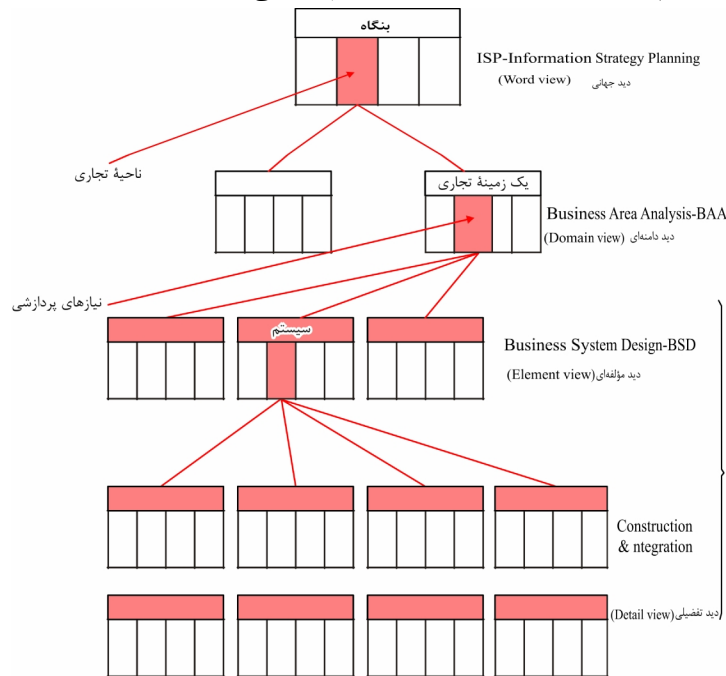 بنگاه
ISP-Information Strategy Planning
(Word view) دید جهانی
ناحیهٔ تجاری
یک زمینهٔ تجاری
Business Area Analysis-BAA
(Domain view) دید دامنه‌ای
نیازهای پردازشی
سیستم
Business System Design-BSD
(Element view) دید مؤلفه‌ای
Construction
& ntegration
(Detail view) دید تفضیلی